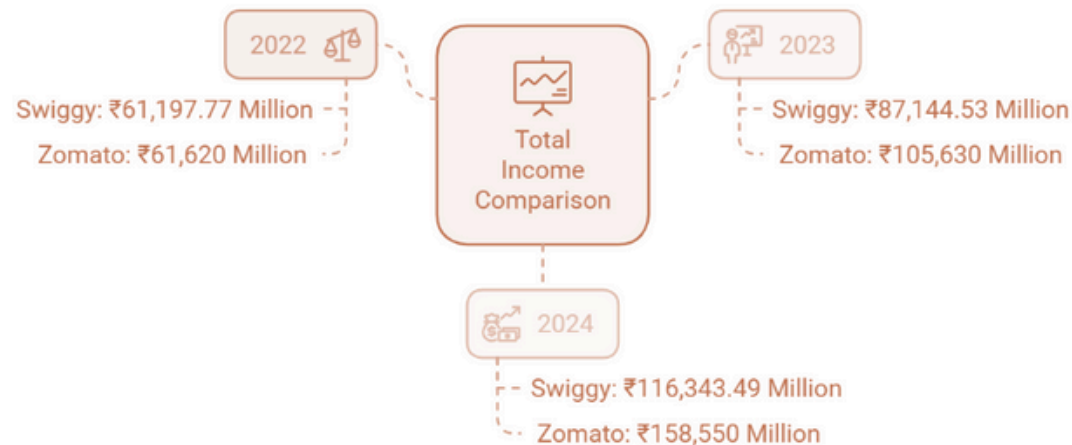 2022
Swiggy: ₹61,197.77 Million
Zomato: ₹61,620 Million
Total
Income
Comparison
2023
Swiggy: ₹87,144.53 Million
Zomato: ₹105,630 Million
2024
Swiggy: ₹116,343.49 Million
Zomato: ₹158,550 Million